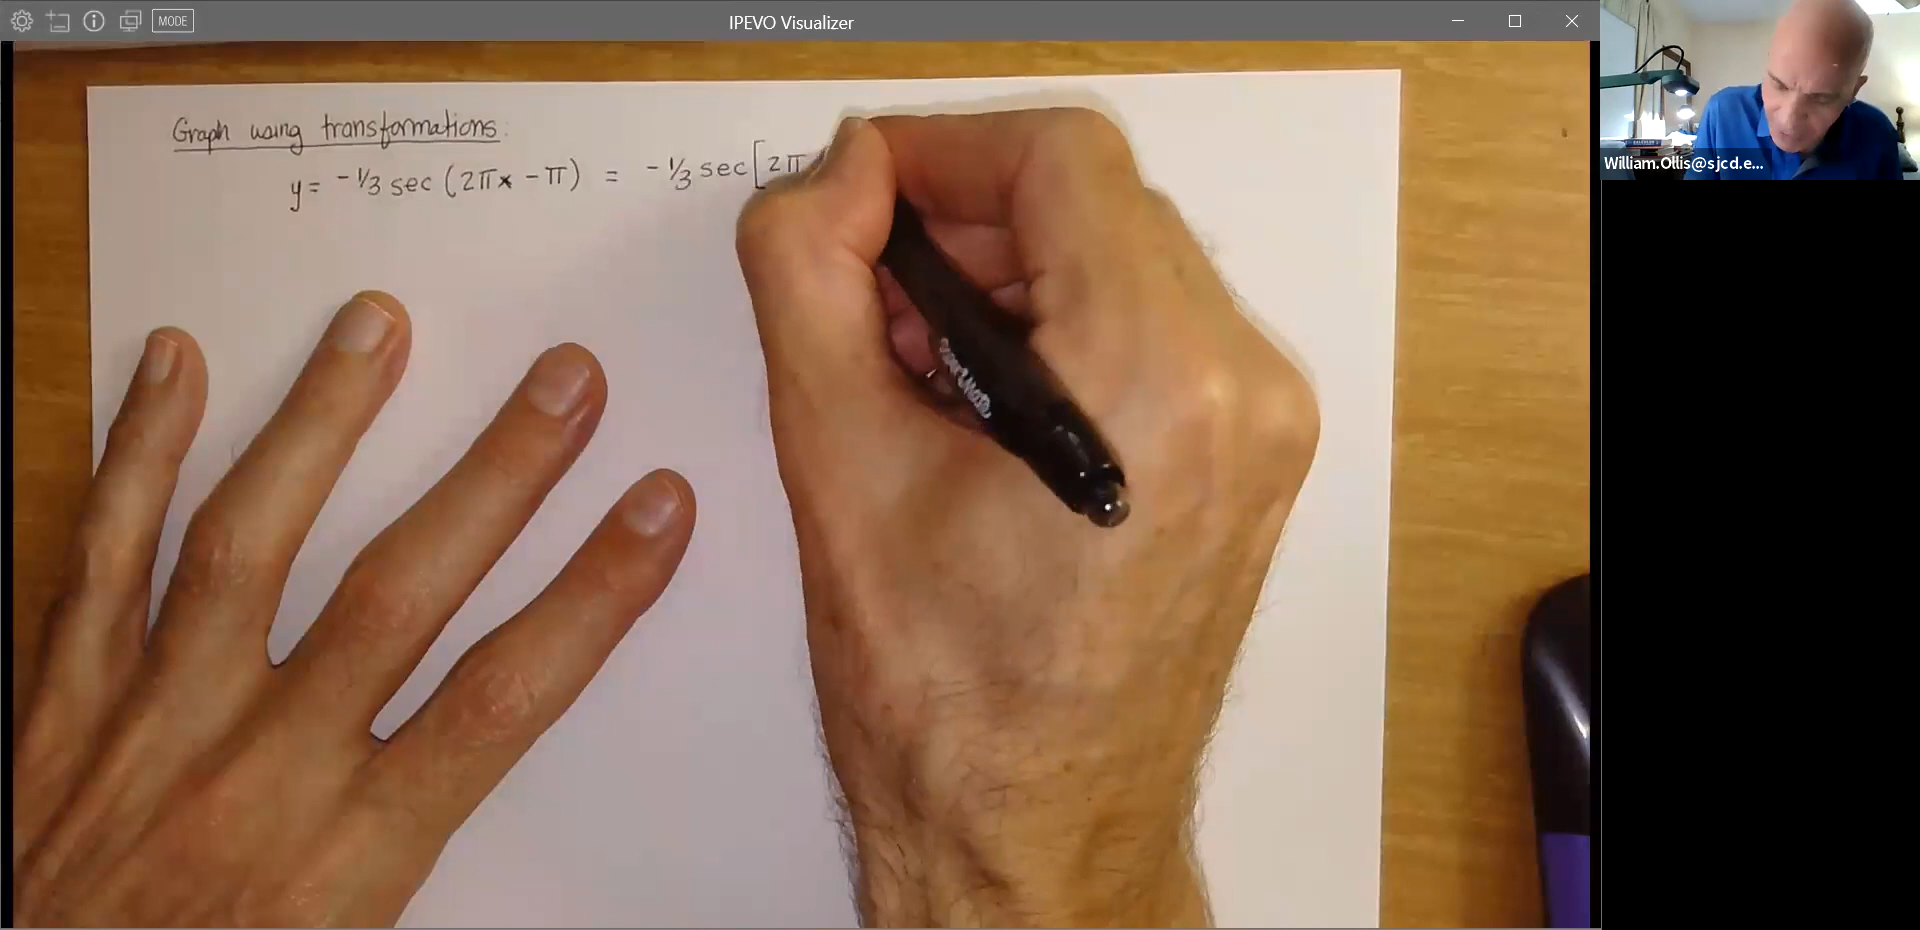 MODE
IPEVO Visualizer
Graph using transformations:
y = -1/3 sec (2πx - π) = -1/3 sec [2π
William.Ollis@sjcd.e...